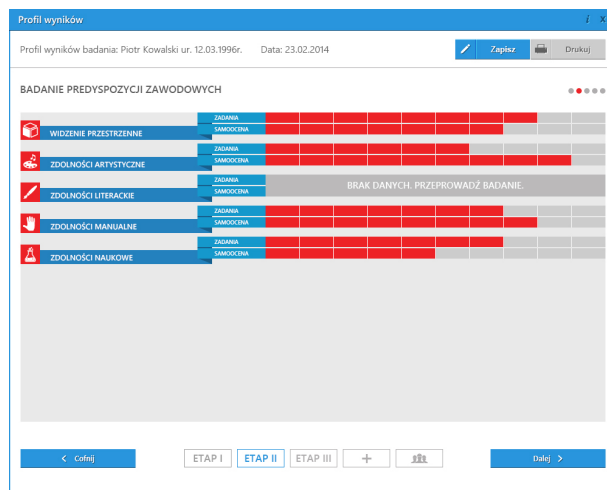 Profil wyników
i x
Profil wyników badania: Piotr Kowalski ur. 12.03.1996r. Data: 23.02.2014
Zapisz
Drukuj
BADANIE PREDYSPOZYCJI ZAWODOWYCH
ZADANIA
WIDZENIE PRZESTRZENNE
SAMOOCENA
ZADANIA
ZDOLNOŚCI ARTYSTYCZNE
SAMOOCENA
ZADANIA
ZDOLNOŚCI LITERACKIE
SAMOOCENA
BRAK DANYCH. PRZEPROWADŹ BADANIE.
ZADANIA
ZDOLNOŚCI MANUALNE
SAMOOCENA
ZADANIA
ZDOLNOŚCI NAUKOWE
SAMOOCENA
Cofnij
ETAP I
ETAP II
ETAP III
+
Dalej